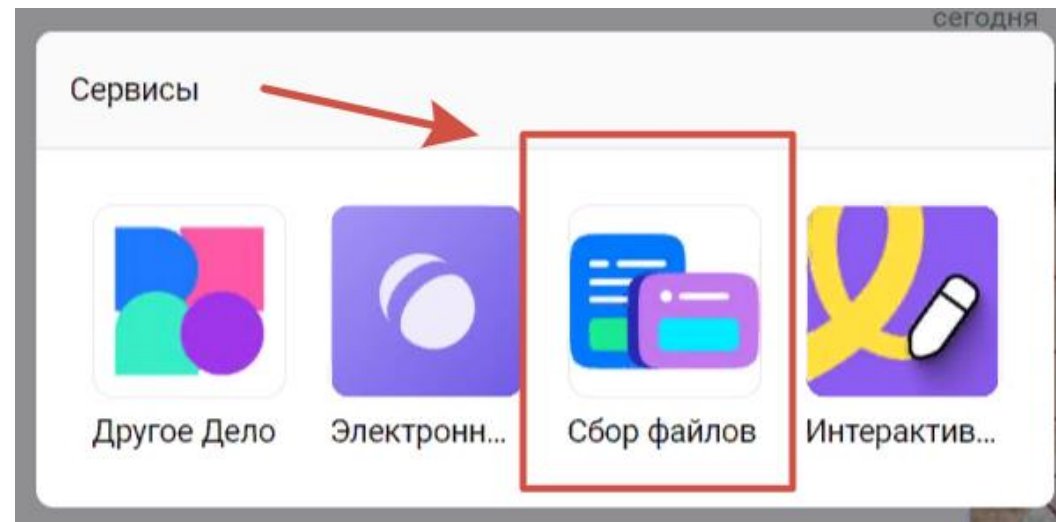 сегодня
Сервисы
Другое Дело
Электронн...
Сбор файлов
Интерактив...